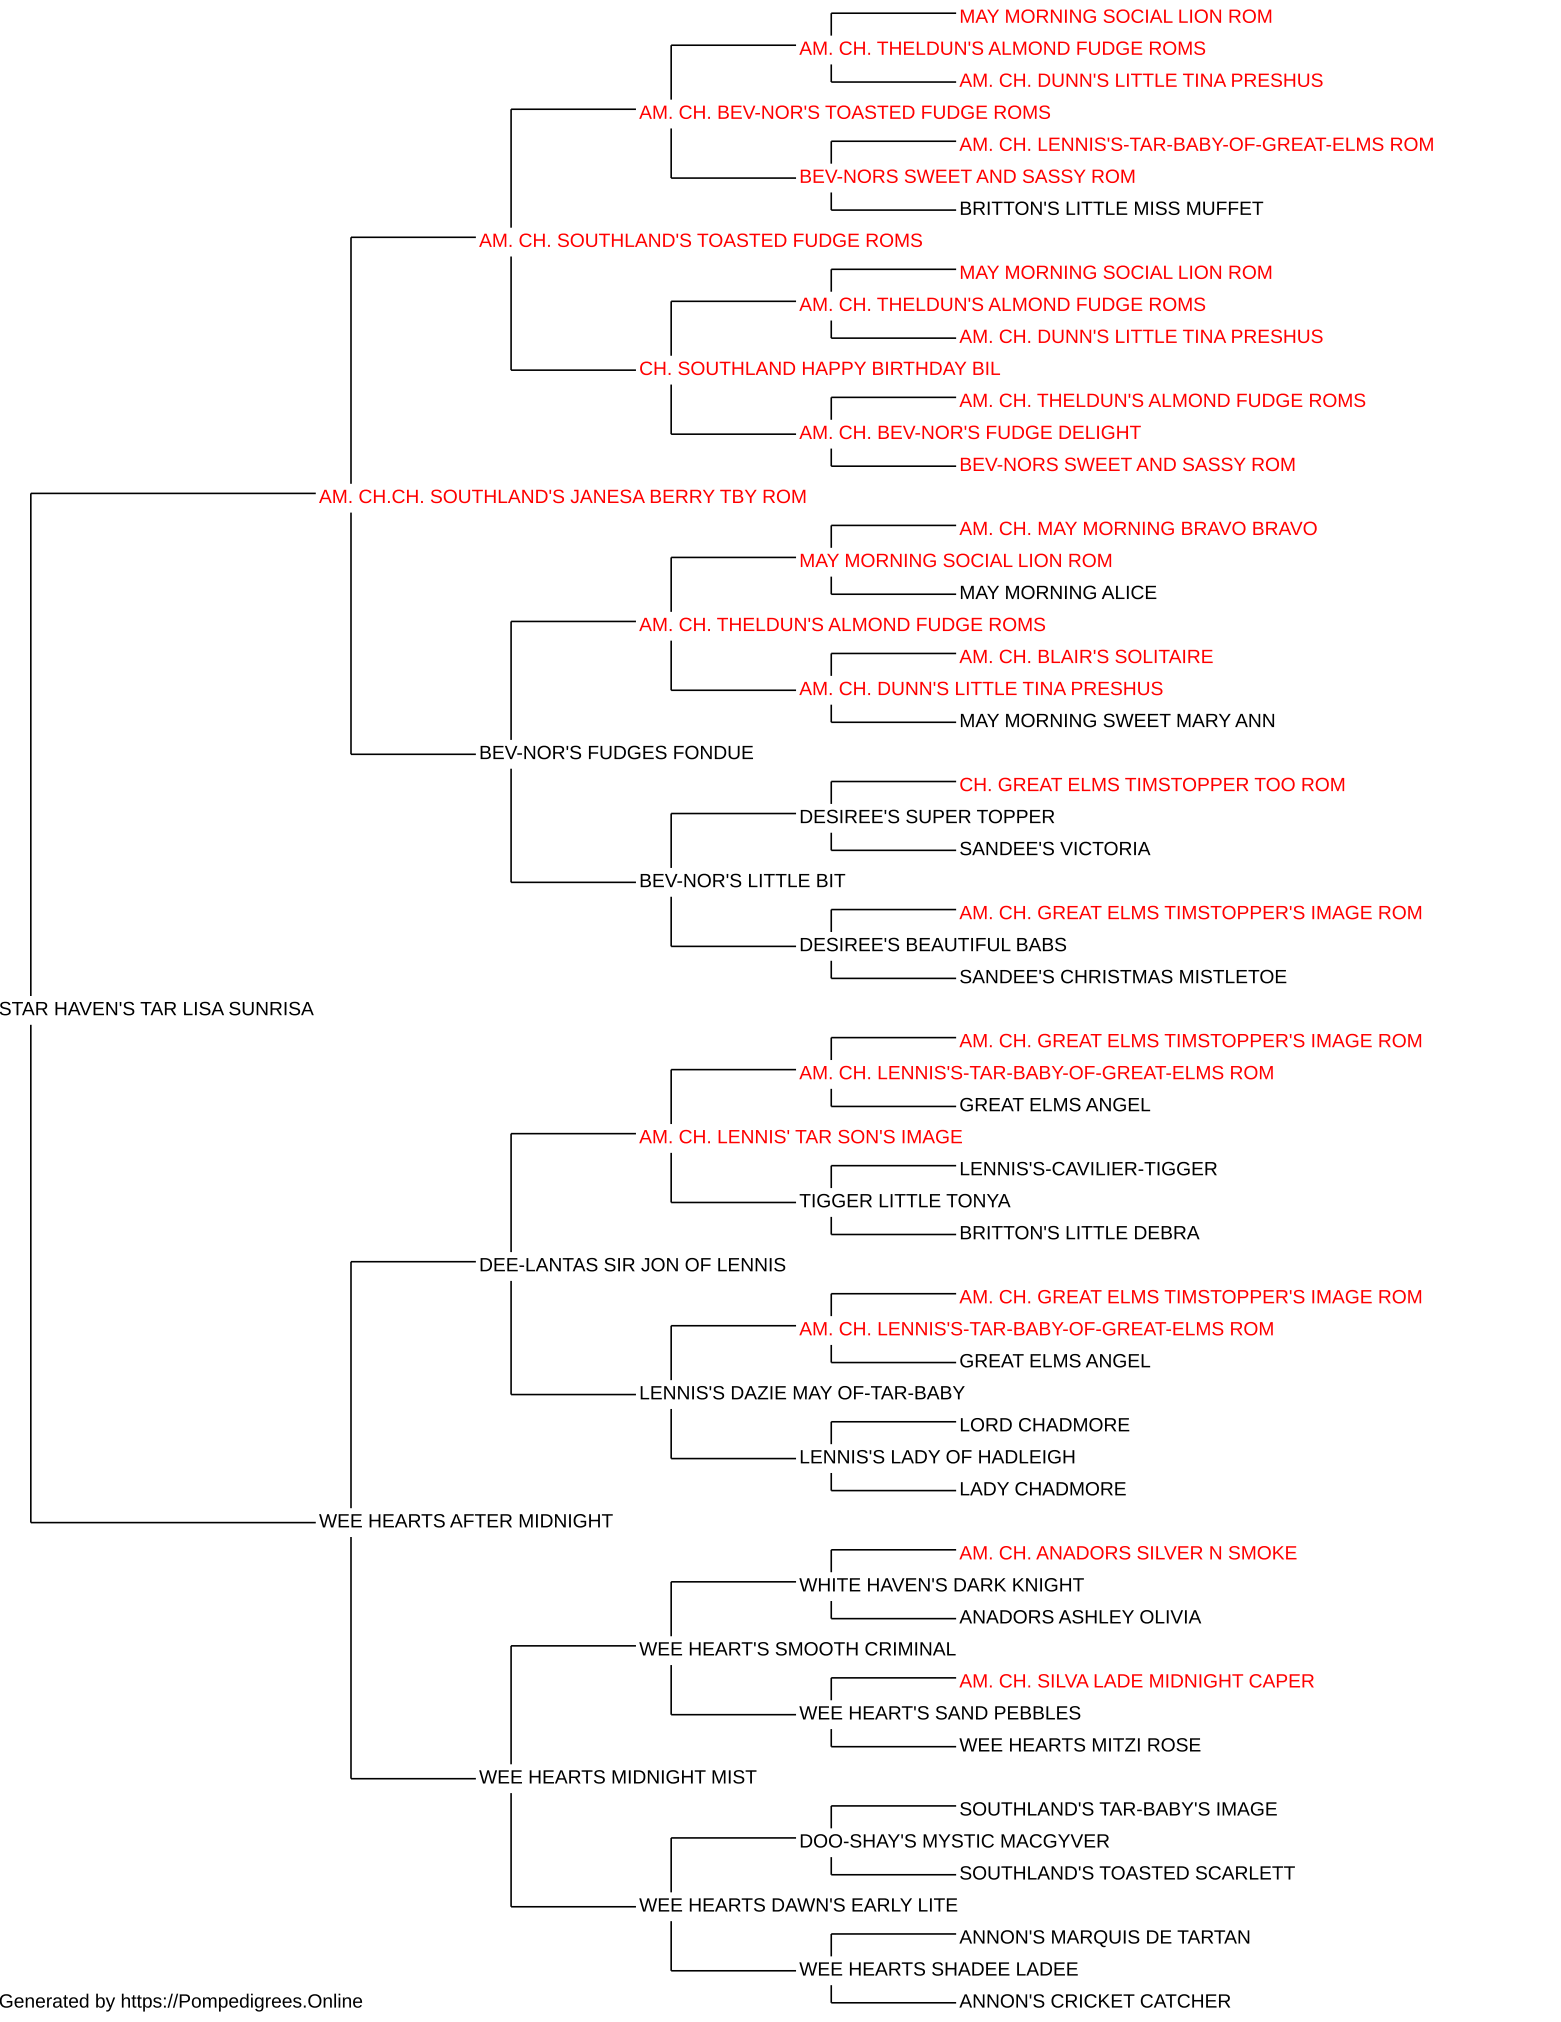 MAY MORNING SOCIAL LION ROM
AM. CH. THELDUN'S ALMOND FUDGE ROMS
AM. CH. DUNN'S LITTLE TINA PRESHUS
AM. CH. BEV-NOR'S TOASTED FUDGE ROMS
AM. CH. LENNIS'S-TAR-BABY-OF-GREAT-ELMS ROM
BEV-NORS SWEET AND SASSY ROM
BRITTON'S LITTLE MISS MUFFET
AM. CH. SOUTHLAND'S TOASTED FUDGE ROMS
MAY MORNING SOCIAL LION ROM
AM. CH. THELDUN'S ALMOND FUDGE ROMS
AM. CH. DUNN'S LITTLE TINA PRESHUS
CH. SOUTHLAND HAPPY BIRTHDAY BIL
AM. CH. THELDUN'S ALMOND FUDGE ROMS
AM. CH. BEV-NOR'S FUDGE DELIGHT
BEV-NORS SWEET AND SASSY ROM
AM. CH.CH. SOUTHLAND'S JANESA BERRY TBY ROM
AM. CH. MAY MORNING BRAVO BRAVO
MAY MORNING SOCIAL LION ROM
MAY MORNING ALICE
AM. CH. THELDUN'S ALMOND FUDGE ROMS
AM. CH. BLAIR'S SOLITAIRE
AM. CH. DUNN'S LITTLE TINA PRESHUS
MAY MORNING SWEET MARY ANN
BEV-NOR'S FUDGES FONDUE
CH. GREAT ELMS TIMSTOPPER TOO ROM
DESIREE'S SUPER TOPPER
SANDEE'S VICTORIA
BEV-NOR'S LITTLE BIT
AM. CH. GREAT ELMS TIMSTOPPER'S IMAGE ROM
DESIREE'S BEAUTIFUL BABS
SANDEE'S CHRISTMAS MISTLETOE
STAR HAVEN'S TAR LISA SUNRISA
AM. CH. GREAT ELMS TIMSTOPPER'S IMAGE ROM
AM. CH. LENNIS'S-TAR-BABY-OF-GREAT-ELMS ROM
GREAT ELMS ANGEL
AM. CH. LENNIS' TAR SON'S IMAGE
LENNIS'S-CAVILIER-TIGGER
TIGGER LITTLE TONYA
BRITTON'S LITTLE DEBRA
DEE-LANTAS SIR JON OF LENNIS
AM. CH. GREAT ELMS TIMSTOPPER'S IMAGE ROM
AM. CH. LENNIS'S-TAR-BABY-OF-GREAT-ELMS ROM
GREAT ELMS ANGEL
LENNIS'S DAZIE MAY OF-TAR-BABY
LORD CHADMORE
LENNIS'S LADY OF HADLEIGH
LADY CHADMORE
WEE HEARTS AFTER MIDNIGHT
AM. CH. ANADORS SILVER N SMOKE
WHITE HAVEN'S DARK KNIGHT
ANADORS ASHLEY OLIVIA
WEE HEART'S SMOOTH CRIMINAL
AM. CH. SILVA LADE MIDNIGHT CAPER
WEE HEART'S SAND PEBBLES
WEE HEARTS MITZI ROSE
WEE HEARTS MIDNIGHT MIST
SOUTHLAND'S TAR-BABY'S IMAGE
DOO-SHAY'S MYSTIC MACGYVER
SOUTHLAND'S TOASTED SCARLETT
WEE HEARTS DAWN'S EARLY LITE
ANNON'S MARQUIS DE TARTAN
WEE HEARTS SHADEE LADEE
ANNON'S CRICKET CATCHER
Generated by https://Pompedigrees.Online